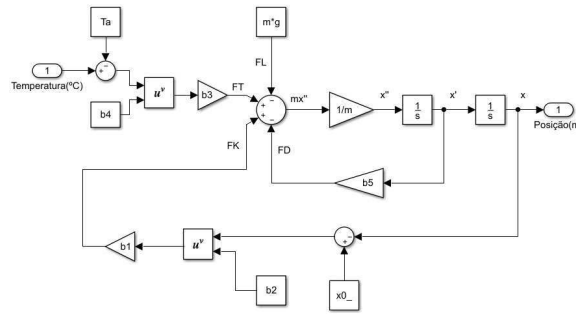 Ta
m*g
1
Temperatura(ºC)
b4
u^v
b3
FT
FL
mx''
1/m
x''
1
s
x'
1
s
x
1
Posição(m
FK
FD
b5
b1
u^v
b2
x0_